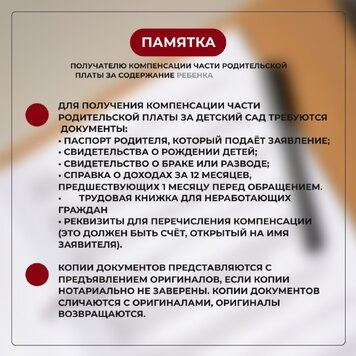 ПАМЯТКА
ПОЛУЧАТЕЛЮ КОМПЕНСАЦИИ ЧАСТИ РОДИТЕЛЬСКОЙ
ПЛАТЫ ЗА СОДЕРЖАНИЕ РЕБЕНКА
ДЛЯ ПОЛУЧЕНИЯ КОМПЕНСАЦИИ ЧАСТИ
РОДИТЕЛЬСКОЙ ПЛАТЫ ЗА ДЕТСКИЙ САД ТРЕБУЮТСЯ
ДОКУМЕНТЫ:
• ПАСПОРТ РОДИТЕЛЯ, КОТОРЫЙ ПОДАЁТ ЗАЯВЛЕНИЕ;
• СВИДЕТЕЛЬСТВА О РОЖДЕНИИ ДЕТЕЙ;
• СВИДЕТЕЛЬСТВО О БРАКЕ ИЛИ РАЗВОДЕ;
• СПРАВКА О ДОХОДАХ ЗА 12 МЕСЯЦЕВ,
ПРЕДШЕСТВУЮЩИХ 1 МЕСЯЦУ ПЕРЕД ОБРАЩЕНИЕМ.
• ТРУДОВАЯ КНИЖКА ДЛЯ НЕРАБОТАЮЩИХ
ГРАЖДАН
• РЕКВИЗИТЫ ДЛЯ ПЕРЕЧИСЛЕНИЯ КОМПЕНСАЦИИ
(ЭТО ДОЛЖЕН БЫТЬ СЧЁТ, ОТКРЫТЫЙ НА ИМЯ
ЗАЯВИТЕЛЯ).
КОПИИ ДОКУМЕНТОВ ПРЕДСТАВЛЯЮТСЯ С
ПРЕДЪЯВЛЕНИЕМ ОРИГИНАЛОВ, ЕСЛИ КОПИИ
НОТАРИАЛЬНО НЕ ЗАВЕРЕНЫ. КОПИИ ДОКУМЕНТОВ
СЛИЧАЮТСЯ С ОРИГИНАЛАМИ, ОРИГИНАЛЫ
ВОЗВРАЩАЮТСЯ.